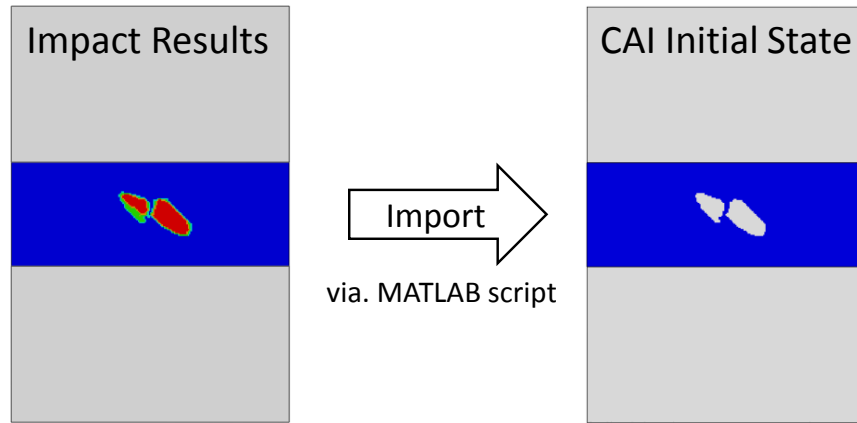 Impact Results
CAI Initial State
Import
via. MATLAB script